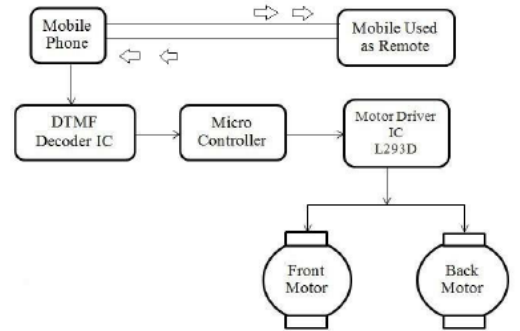 Mobile
Phone
Mobile Used
as Remote
DTMF
Decoder IC
Micro
Controller
Motor Driver
IC
L293D
Front
Motor
Back
Motor